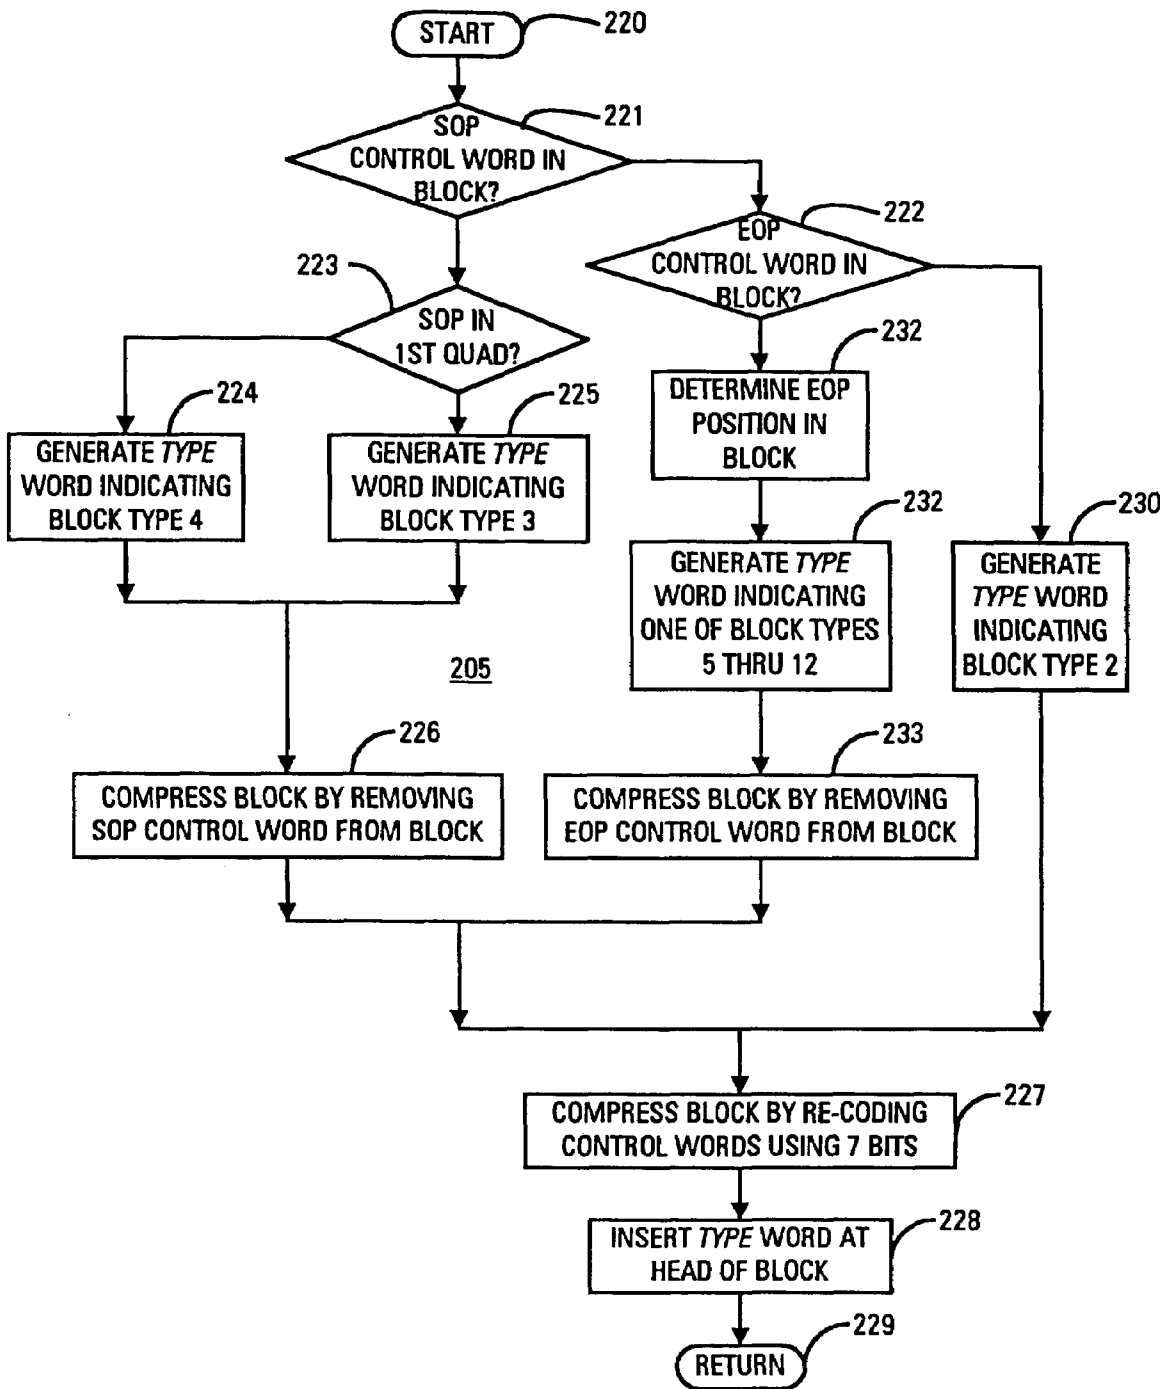 START
220
SOP
CONTROL WORD IN
BLOCK?
221
EOP
CONTROL WORD IN
BLOCK?
222
223
SOP IN
1ST QUAD?
232
DETERMINE EOP
POSITION IN
BLOCK
224
GENERATE TYPE
WORD INDICATING
BLOCK TYPE 4
225
GENERATE TYPE
WORD INDICATING
BLOCK TYPE 3
232
GENERATE TYPE
WORD INDICATING
ONE OF BLOCK TYPES
5 THRU 12
230
GENERATE
TYPE WORD
INDICATING
BLOCK TYPE 2
205
226
COMPRESS BLOCK BY REMOVING
SOP CONTROL WORD FROM BLOCK
233
COMPRESS BLOCK BY REMOVING
EOP CONTROL WORD FROM BLOCK
227
COMPRESS BLOCK BY RE-CODING
CONTROL WORDS USING 7 BITS
228
INSERT TYPE WORD AT
HEAD OF BLOCK
229
RETURN